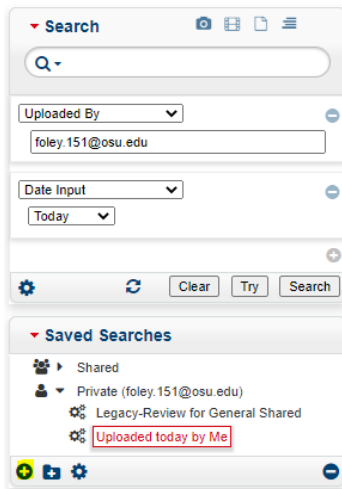 Search
Uploaded By
foley.151@osu.edu
Date Input
Today
Clear Try Search
Saved Searches
Shared
Private (foley.151@osu.edu)
Legacy-Review for General Shared
Uploaded today by Me